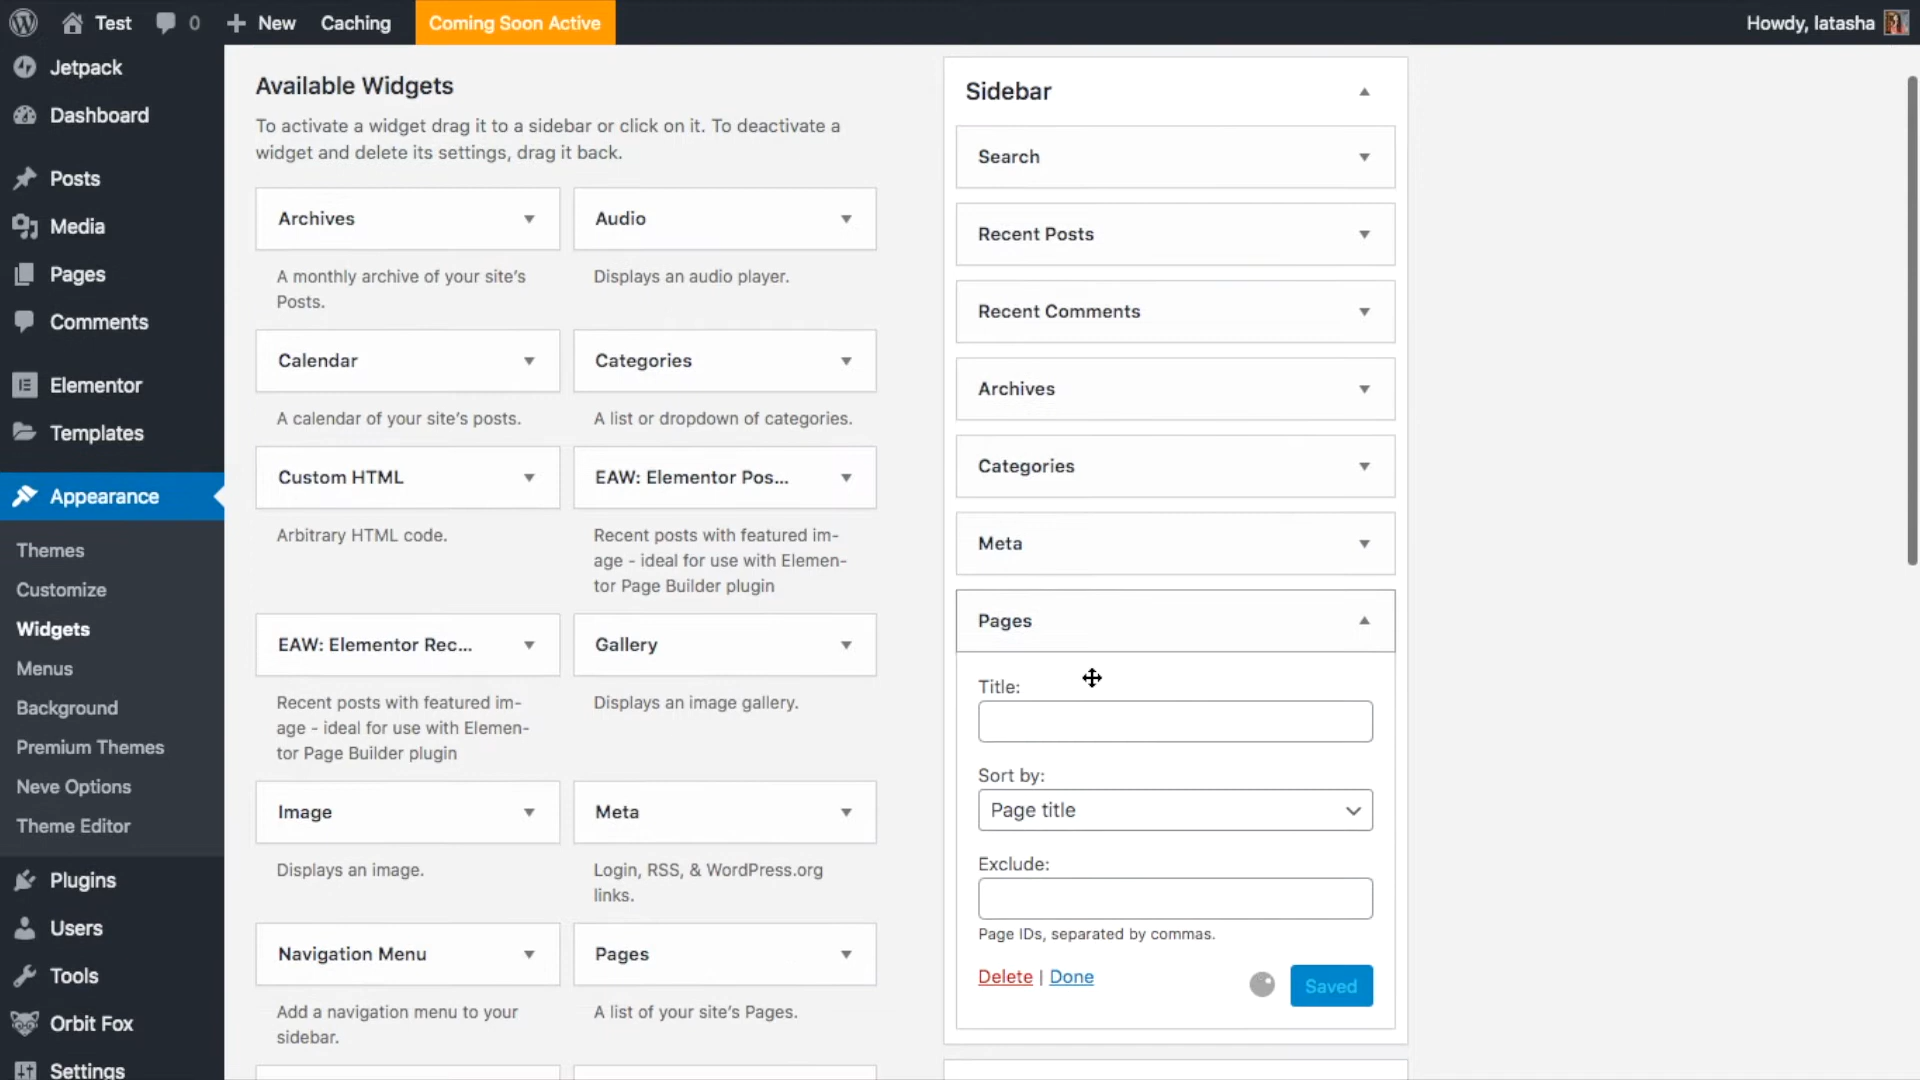 Test
0
New
Caching
Coming Soon Active
Howdy, latasha
Jetpack
Dashboard
Posts
Media
Pages
Comments
Elementor
Templates
Appearance
Themes
Customize
Widgets
Menus
Background
Premium Themes
Neve Options
Theme Editor
Plugins
Users
Tools
Orbit Fox
Settings
Available Widgets
To activate a widget drag it to a sidebar or click on it. To deactivate a
widget and delete its settings, drag it back.
Archives
A monthly archive of your site's
Posts.
Audio
Displays an audio player.
Calendar
A calendar of your site's posts.
Categories
A list or dropdown of categories.
Custom HTML
Arbitrary HTML code.
EAW: Elementor Pos...
Recent posts with featured im-
age - ideal for use with Elemen-
tor Page Builder plugin
EAW: Elementor Rec...
Recent posts with featured im-
age - ideal for use with Elemen-
tor Page Builder plugin
Gallery
Displays an image gallery.
Image
Displays an image.
Meta
Login, RSS, & WordPress.org
links.
Navigation Menu
Add a navigation menu to your
sidebar.
Pages
A list of your site's Pages.
Sidebar
Search
Recent Posts
Recent Comments
Archives
Categories
Meta
Pages
Title:
Sort by:
Page title
Exclude:
Page IDs, separated by commas.
Delete | Done
Saved